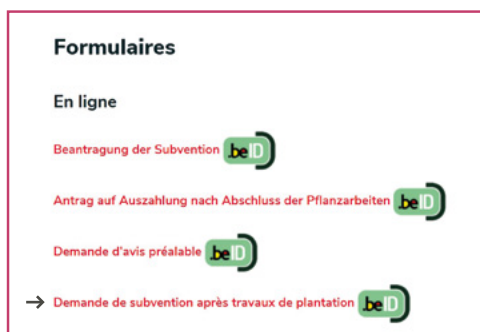 Formulaires
En ligne
Beantragung der Subvention .beID
Antrag auf Auszahlung nach Abschluss der Pflanzarbeiten .beID
Demande d'avis préalable .beID
→ Demande de subvention après travaux de plantation .beID